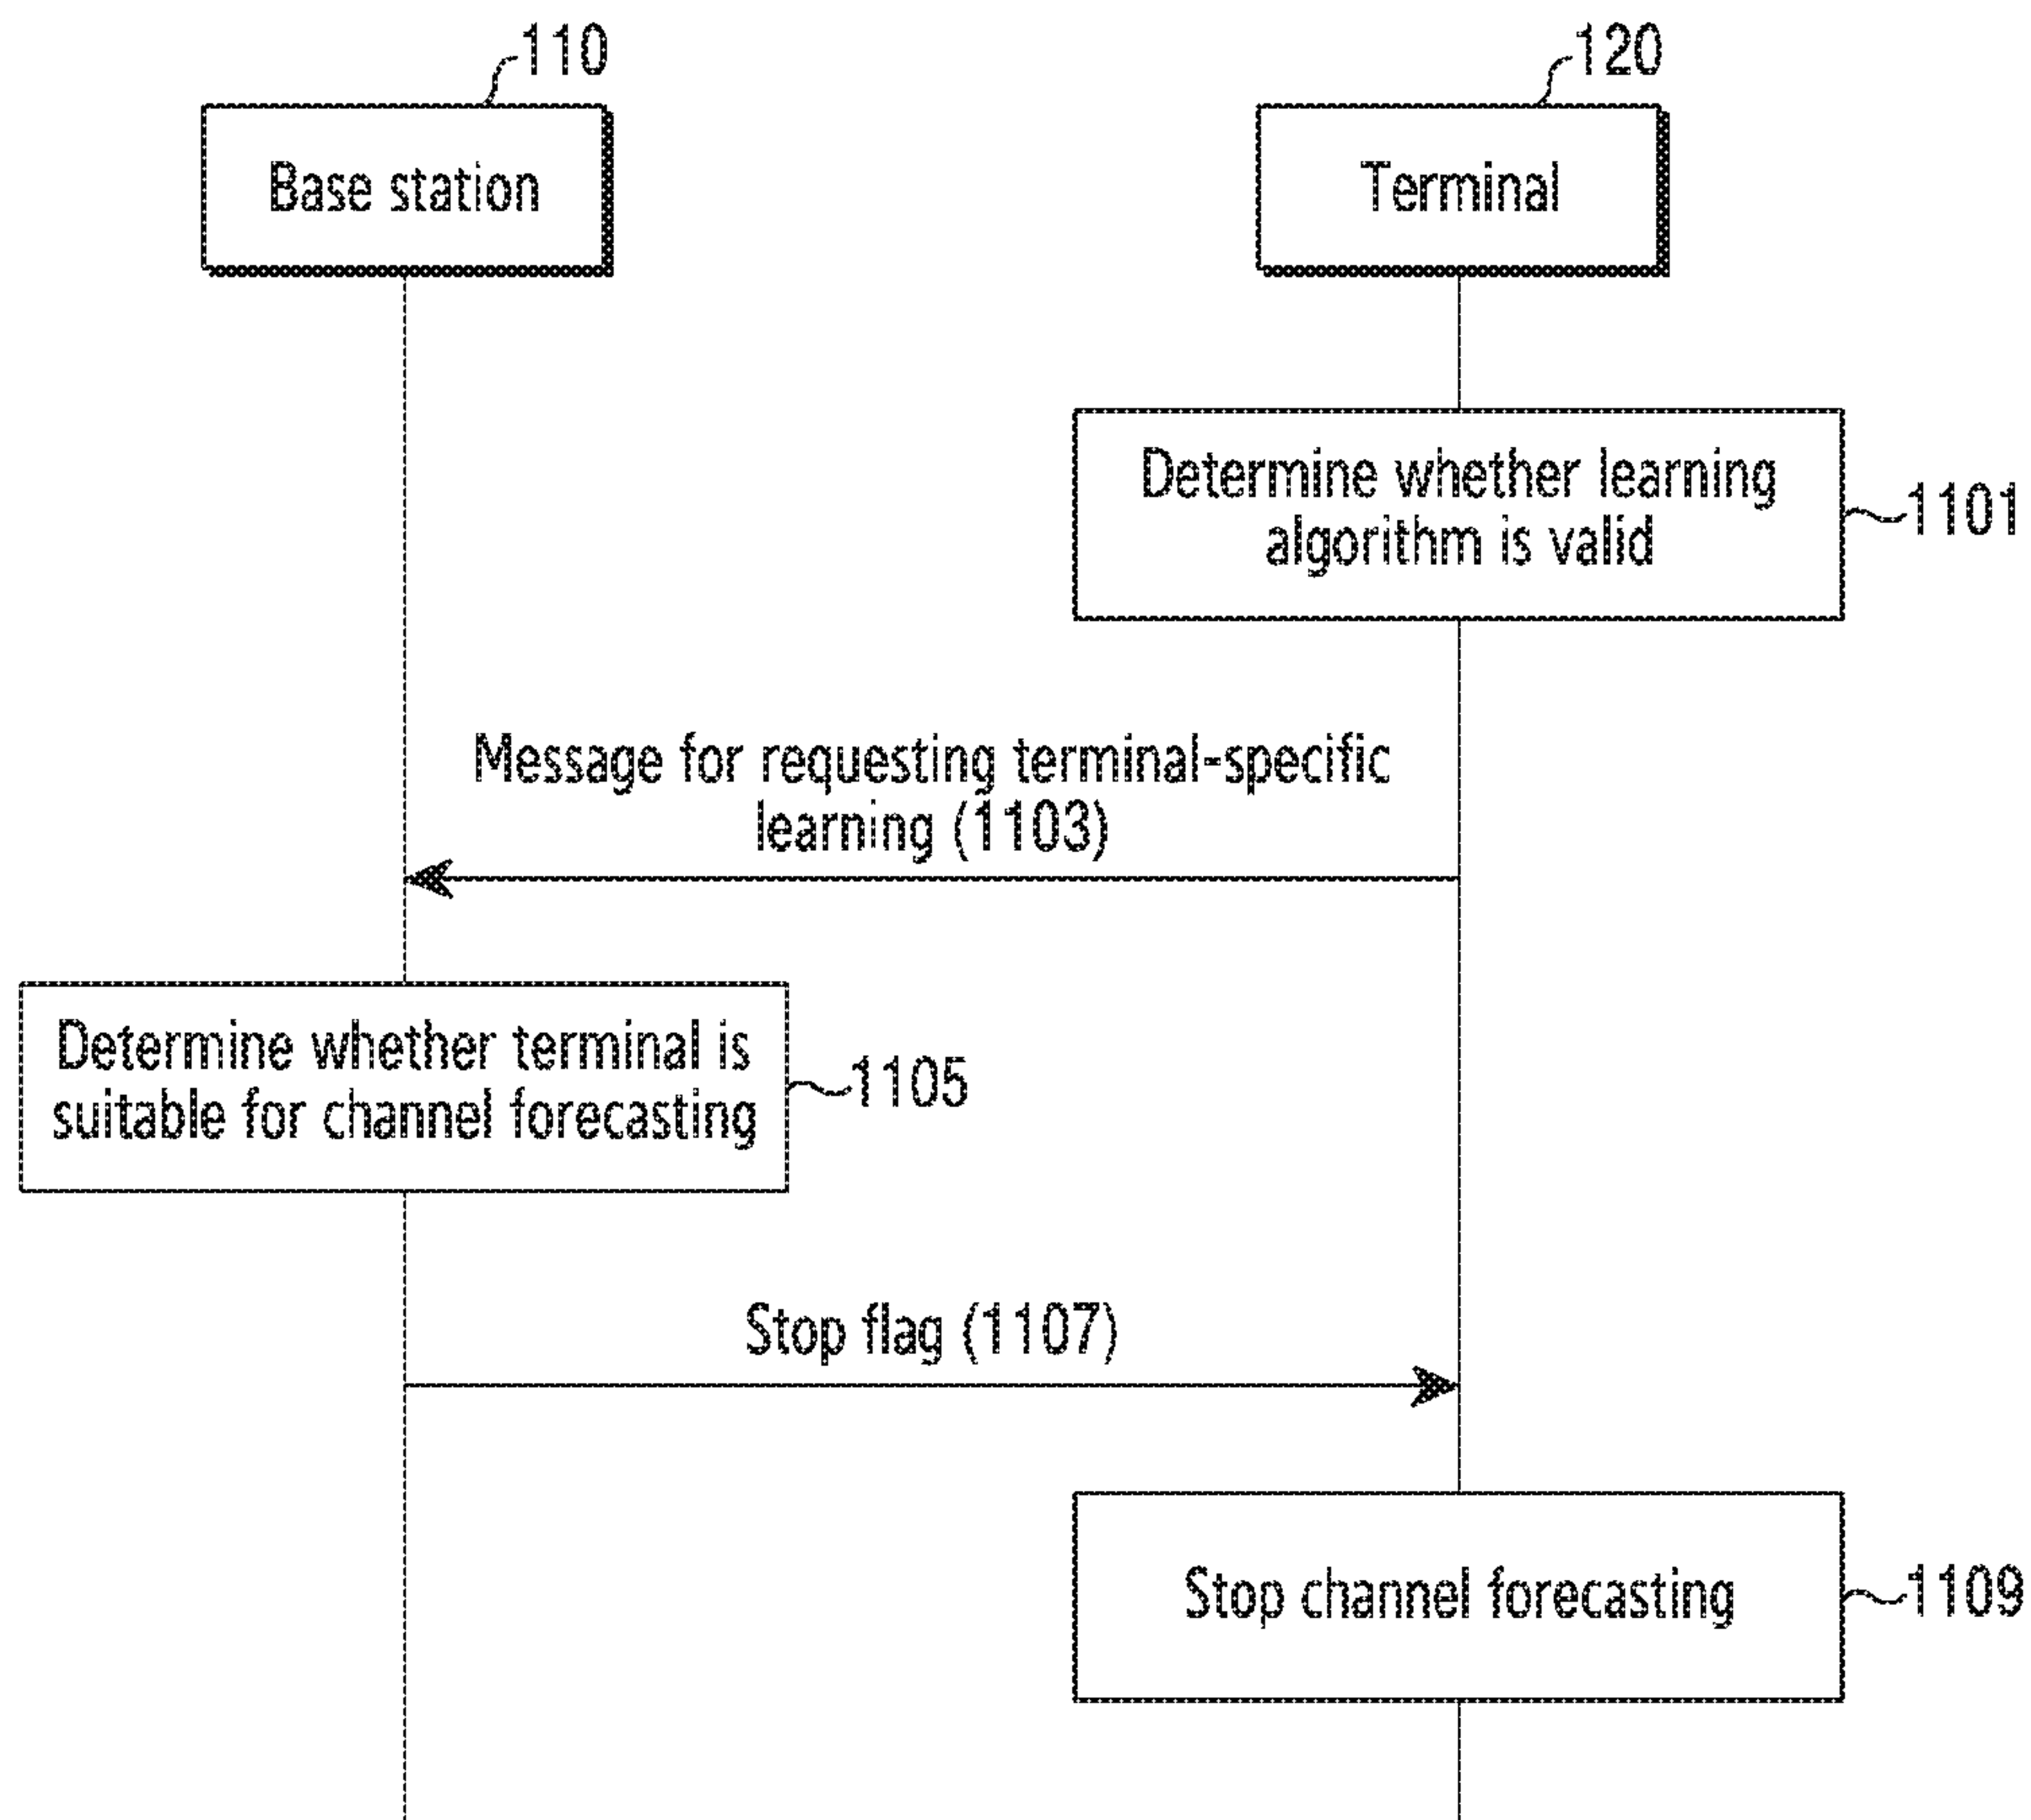 110
120
Base station
Terminal
Determine whether learning
algorithm is valid
1101
Message for requesting terminal-specific
learning (1103)
Determine whether terminal is
suitable for channel forecasting
1105
Stop flag (1107)
Stop channel forecasting
1109